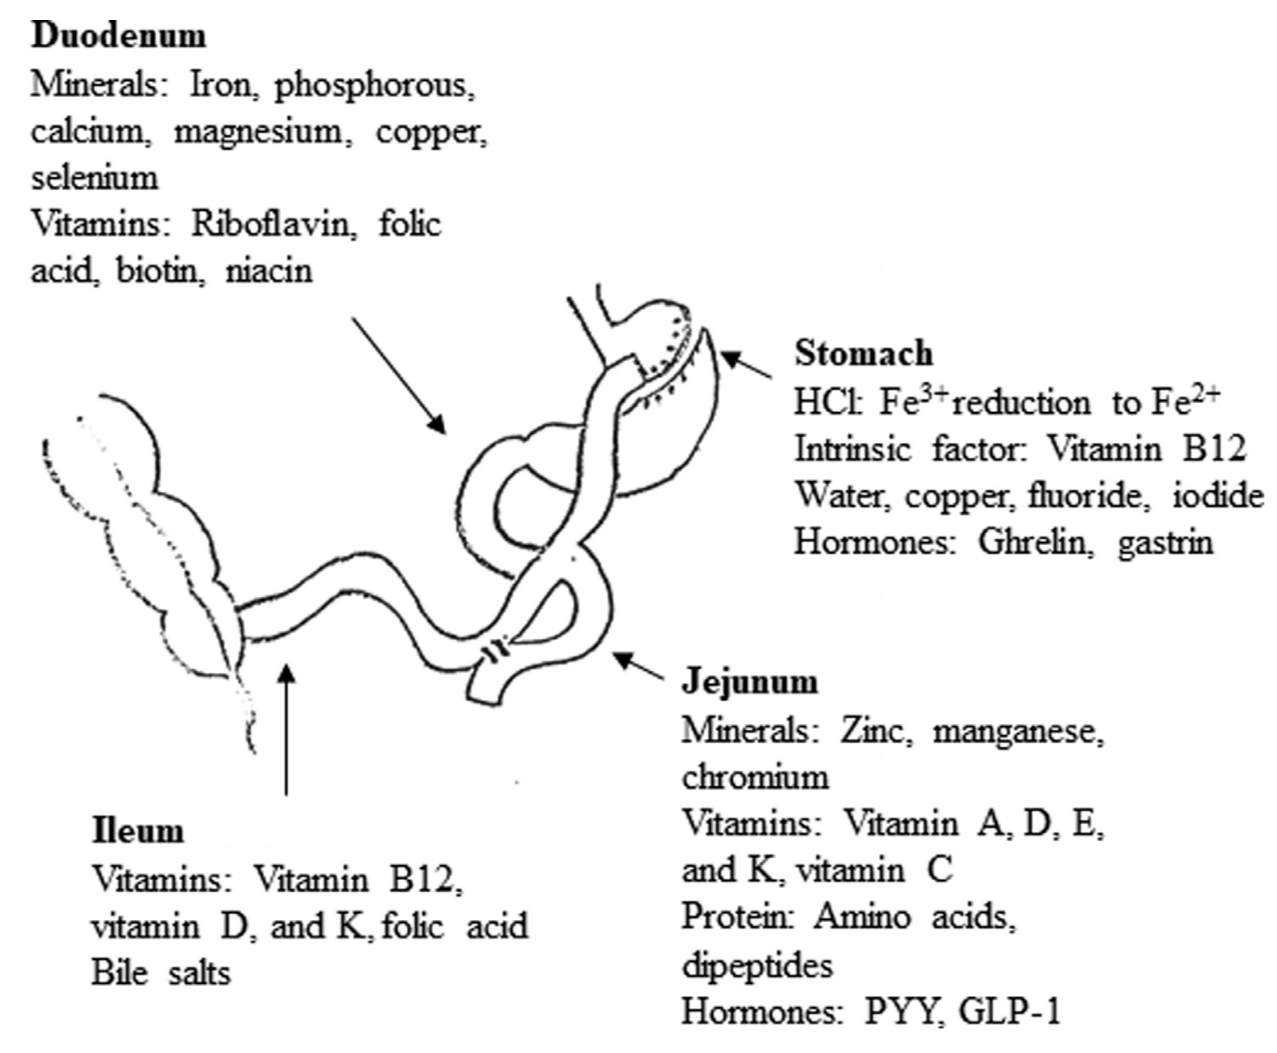 Duodenum
Minerals: Iron, phosphorous,
calcium, magnesium, copper,
selenium
Vitamins: Riboflavin, folic
acid, biotin, niacin
Stomach
HCl: Fe³⁺ reduction to Fe²⁺
Intrinsic factor: Vitamin B12
Water, copper, fluoride, iodide
Hormones: Ghrelin, gastrin
Jejunum
Minerals: Zinc, manganese,
chromium
Vitamins: Vitamin A, D, E,
and K, vitamin C
Protein: Amino acids,
dipeptides
Hormones: PYY, GLP-1
Ileum
Vitamins: Vitamin B12,
vitamin D, and K, folic acid
Bile salts